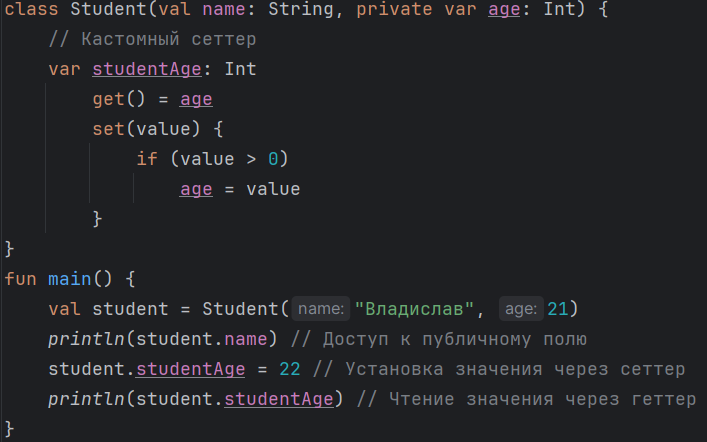 class Student(val name: String, private var age: Int) {
    // Кастомный сеттер
    var studentAge: Int
        get() = age
        set(value) {
            if (value > 0)
                age = value
        }
}
fun main() {
    val student = Student( name: "Владислав", age: 21)
    println(student.name) // Доступ к публичному полю
    student.studentAge = 22 // Установка значения через сеттер
    println(student.studentAge) // Чтение значения через геттер
}